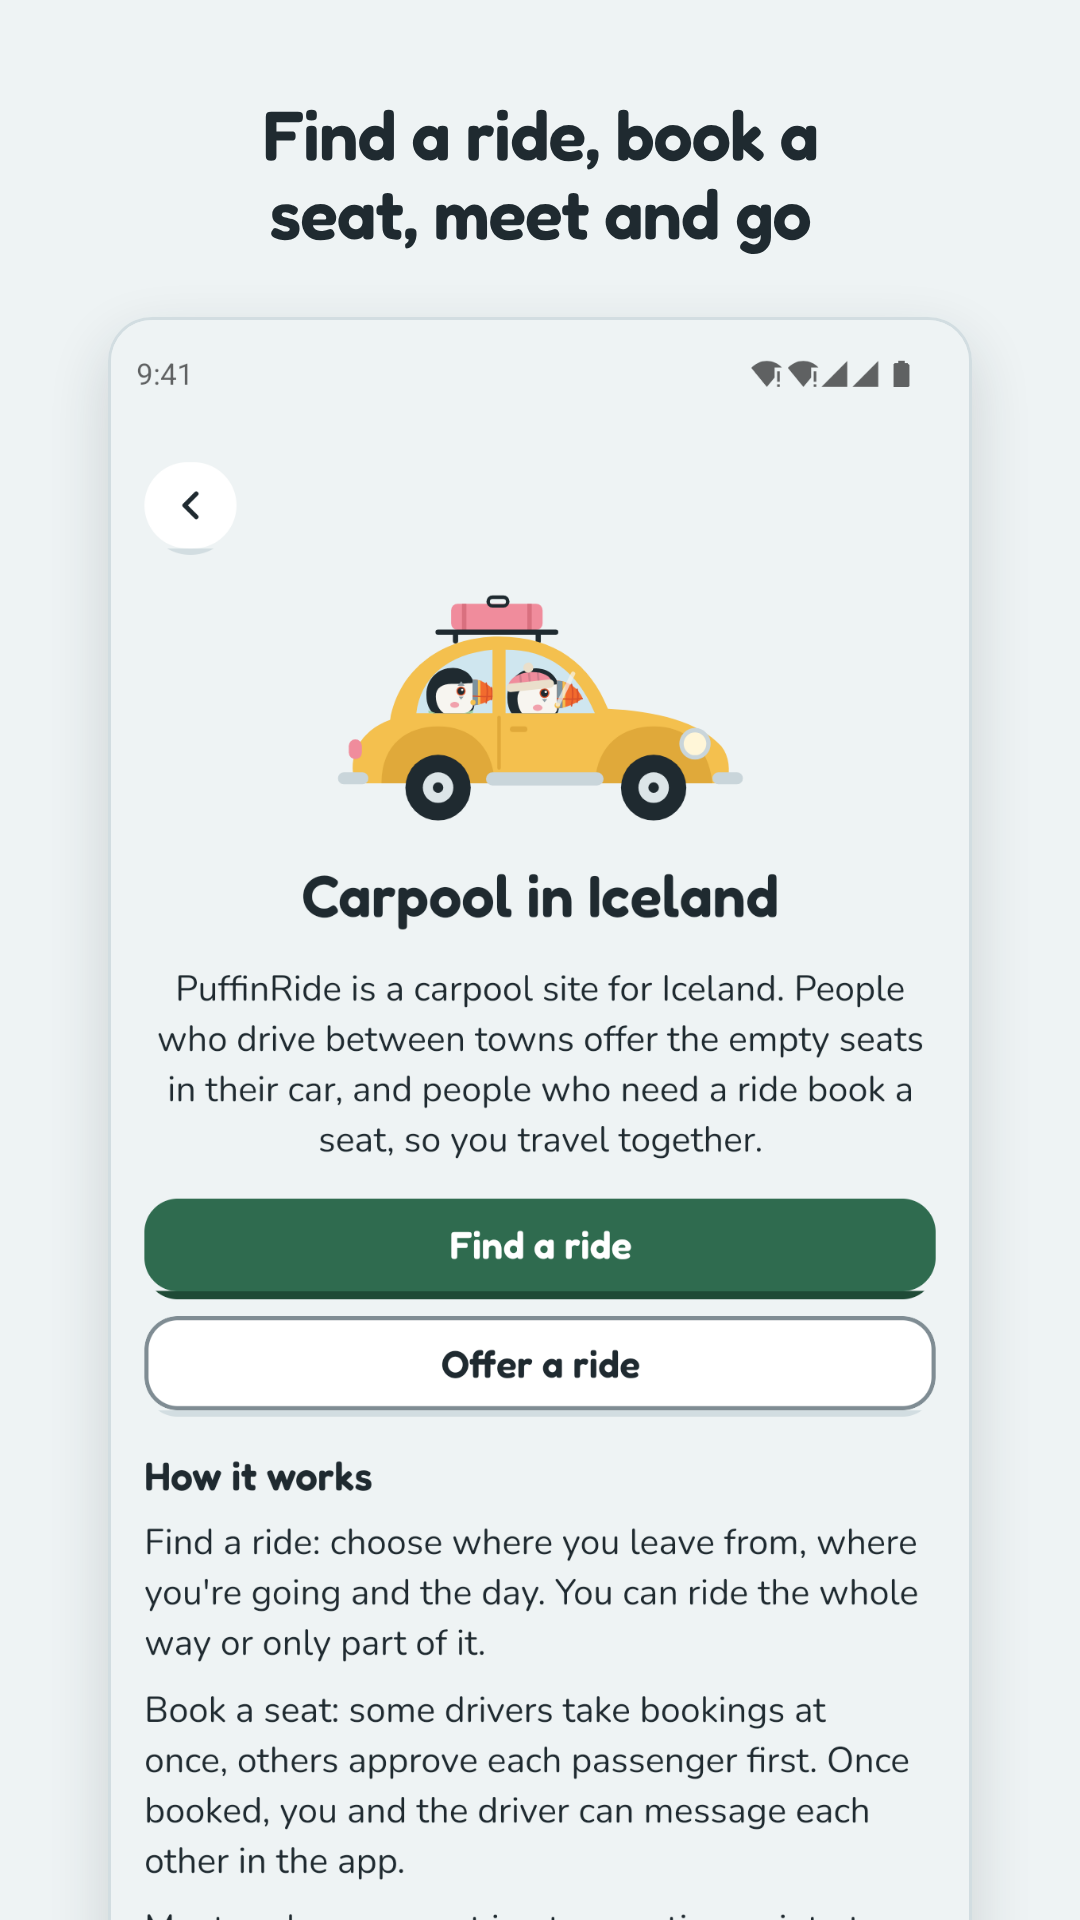 Find a ride, book a
seat, meet and go
9:41
Carpool in Iceland
PuffinRide is a carpool site for Iceland. People
who drive between towns offer the empty seats
in their car, and people who need a ride book a
seat, so you travel together.
Find a ride
Offer a ride
How it works
Find a ride: choose where you leave from, where
you're going and the day. You can ride the whole
way or only part of it.
Book a seat: some drivers take bookings at
once, others approve each passenger first. Once
booked, you and the driver can message each
other in the app.